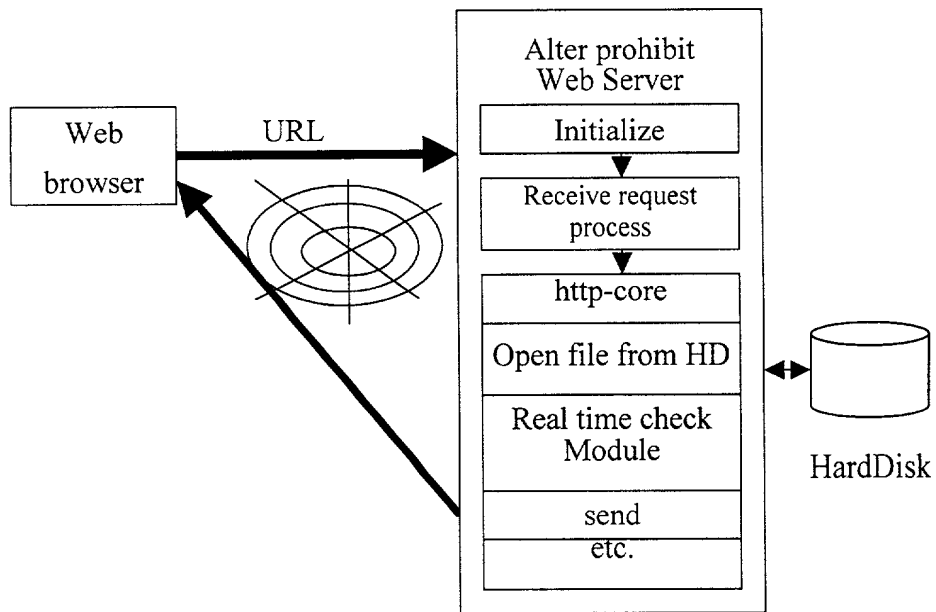 Alter prohibit
Web Server
Web
browser
URL
Initialize
Receive request
process
http-core
Open file from HD
Real time check
Module
send
etc.
HardDisk